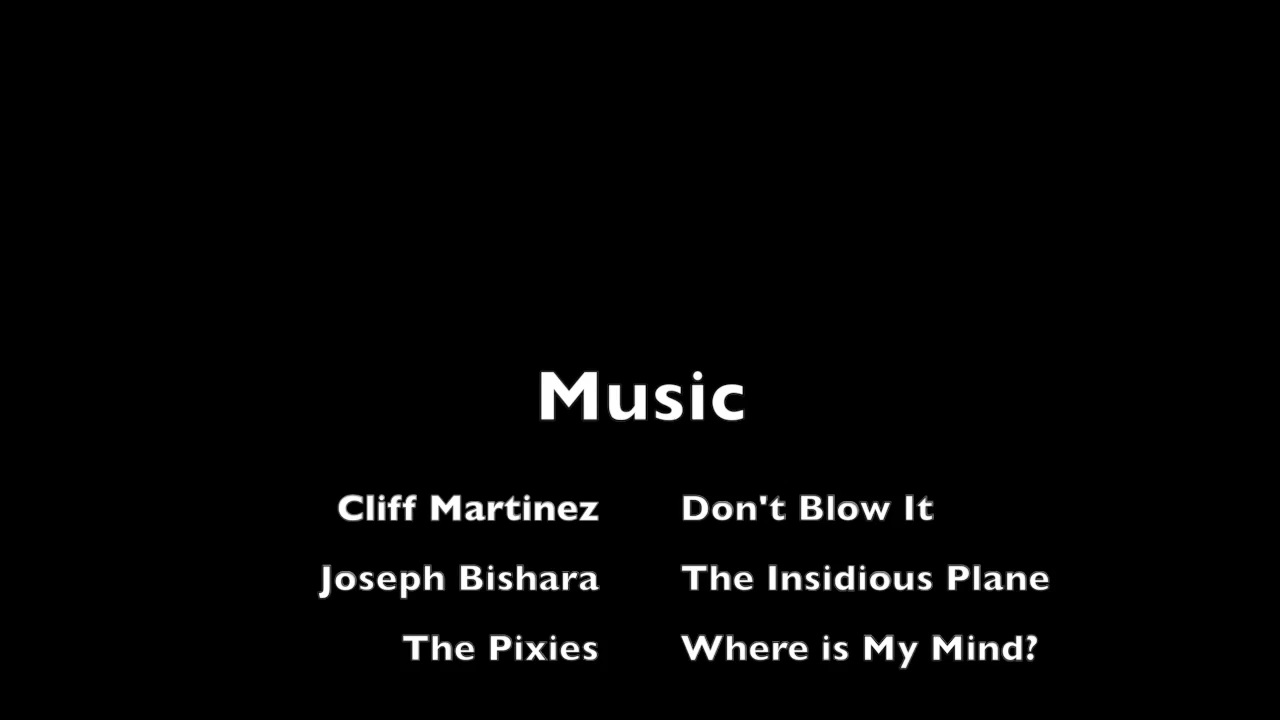 Music
Cliff Martinez Don't Blow It
Joseph Bishara The Insidious Plane
The Pixies Where is My Mind?